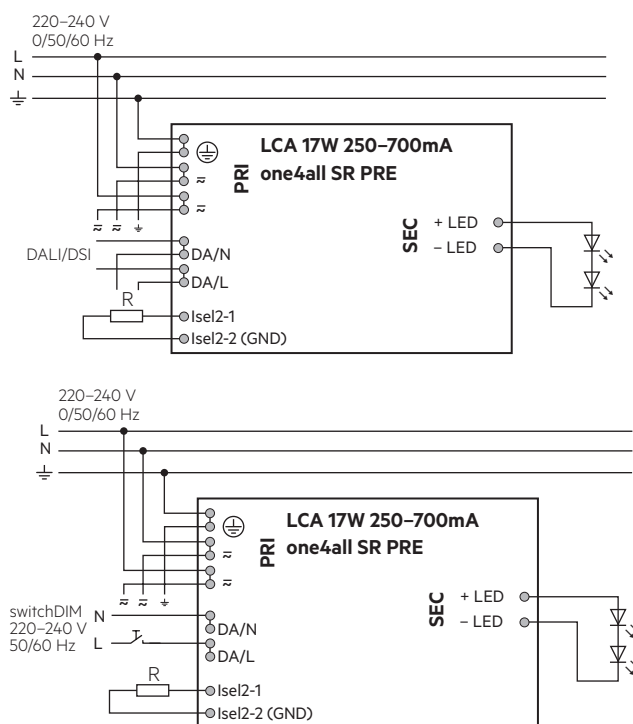 220–240 V
0/50/60 Hz
L
N
LCA 17W 250–700mA
one4all SR PRE
PRI
SEC
+ LED
– LED
DALI/DSI
DA/N
DA/L
R
Isel2-1
Isel2-2 (GND)
220–240 V
0/50/60 Hz
L
N
LCA 17W 250–700mA
one4all SR PRE
PRI
SEC
+ LED
– LED
switchDIM N
220–240 V
L
50/60 Hz
DA/N
DA/L
R
Isel2-1
Isel2-2 (GND)